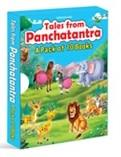 Tales from
Panchatantra
A Pack of 10 Books